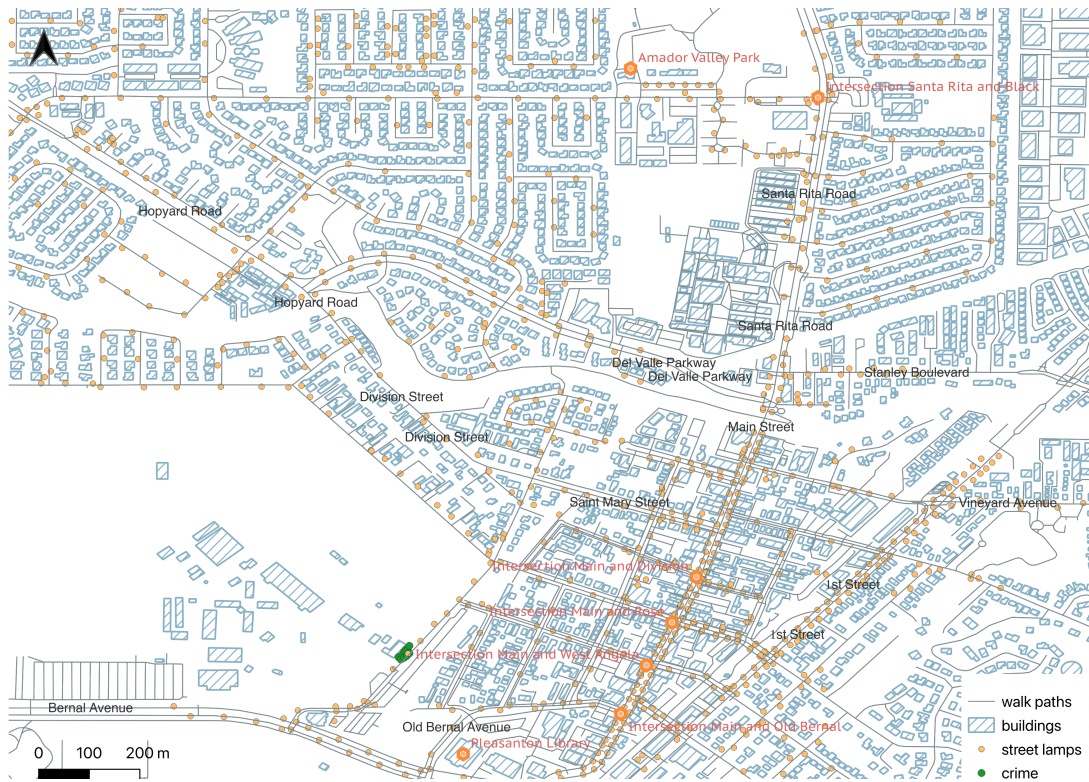 Amador Valley Park
Intersection Santa Rita and Black
Santa Rita Road
Hopyard Road
Hopyard Road
Santa Rita Road
Del Valle Parkway
Del Valle Parkway
Stanley Boulevard
Division Street
Main Street
Division Street
Saint Mary Street
Vineyard Avenue
Intersection Main and Division
1st Street
Intersection Main and Rose
1st Street
Intersection Main and West Angela
Bernal Avenue
Old Bernal Avenue
Intersection Main and Old Bernal
Pleasanton Library
0 100 200 m
walk paths
buildings
street lamps
crime